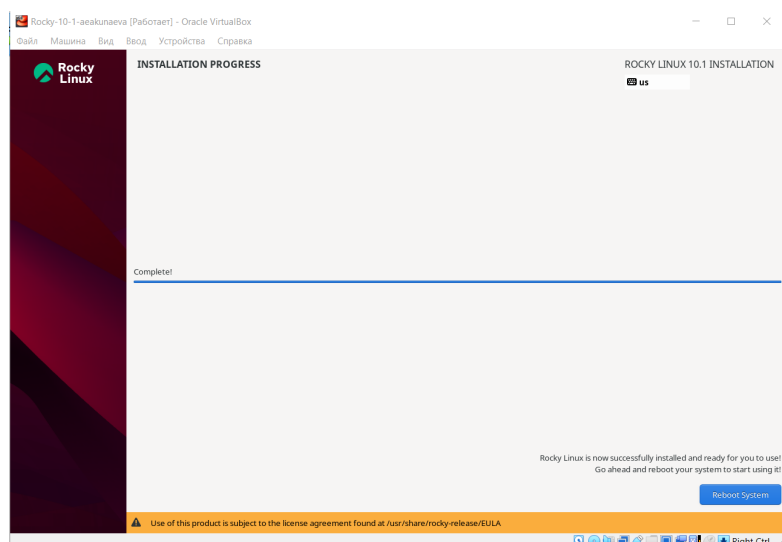 Rocky-10-1-aeakunaeva [Работает] - Oracle VirtualBox
Файл Машина Вид Ввод Устройства Справка
Rocky
Linux
INSTALLATION PROGRESS
ROCKY LINUX 10.1 INSTALLATION
us
Complete!
Rocky Linux is now successfully installed and ready for you to use!
Go ahead and reboot your system to start using it!
Reboot System
Use of this product is subject to the license agreement found at /usr/share/rocky-release/EULA
Right Ctrl